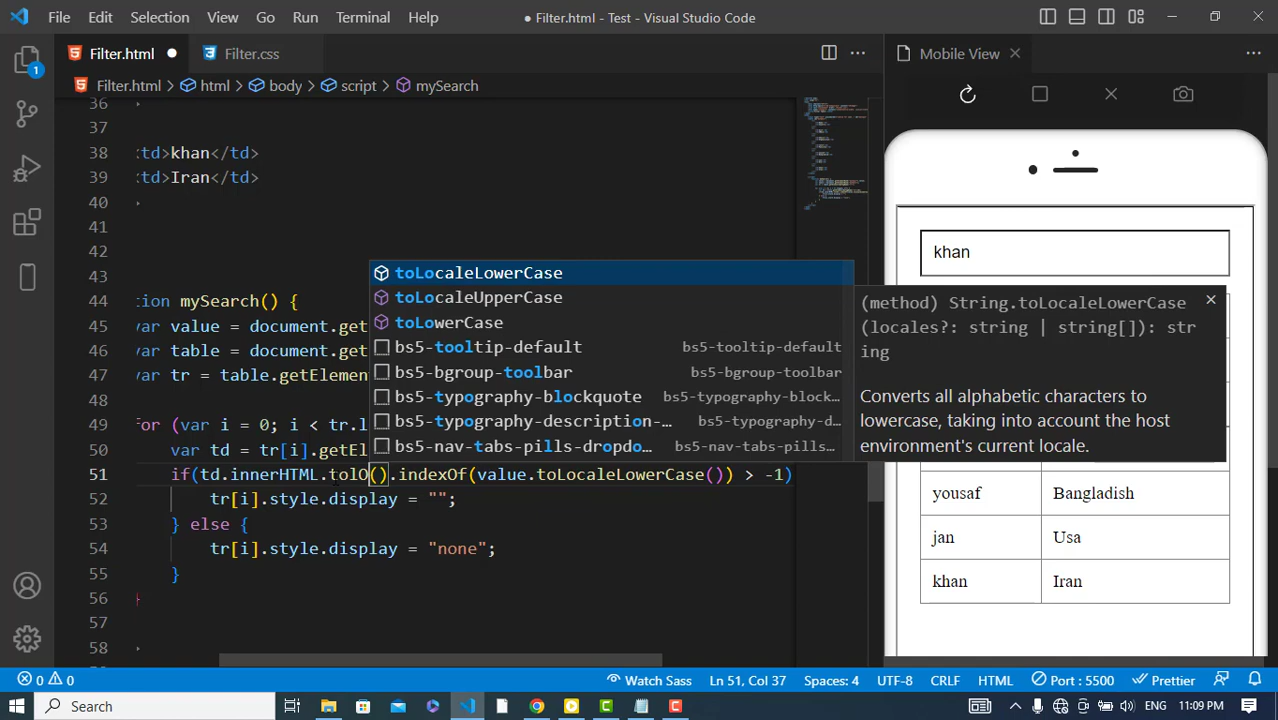 File Edit Selection View Go Run Terminal Help
● Filter.html - Test - Visual Studio Code
Filter.html ●
Filter.css
Mobile View
Filter.html > html > body > script > mySearch
36
37
38 <td>khan</td>
39 <td>Iran</td>
40
41
42
43
44 tion mySearch() {
45 var value = document.get
46 var table = document.get
47 var tr = table.getElemen
48
49 for (var i = 0; i < tr.l
50 var td = tr[i].getEl
51 if(td.innerHTML.tolO().indexOf(value.toLocaleLowerCase()) > -1)
52 tr[i].style.display = "";
53 } else {
54 tr[i].style.display = "none";
55 }
56 }
57
58
toLocaleLowerCase
toLocaleUpperCase
toLowerCase
bs5-tooltip-default bs5-tooltip-default
bs5-bgroup-toolbar bs5-bgroup-toolbar
bs5-typography-blockquote bs5-typography-block...
bs5-typography-description-... bs5-typography-d...
bs5-nav-tabs-pills-dropdo... bs5-nav-tabs-pills...
(method) String.toLocaleLowerCase
(locales?: string | string[]): str
ing
Converts all alphabetic characters to
lowercase, taking into account the host
environment's current locale.
khan
yousaf Bangladish
jan Usa
khan Iran
1
0 0
Watch Sass
Ln 51, Col 37
Spaces: 4
UTF-8
CRLF
HTML
Port : 5500
Prettier
Search
ENG
11:09 PM